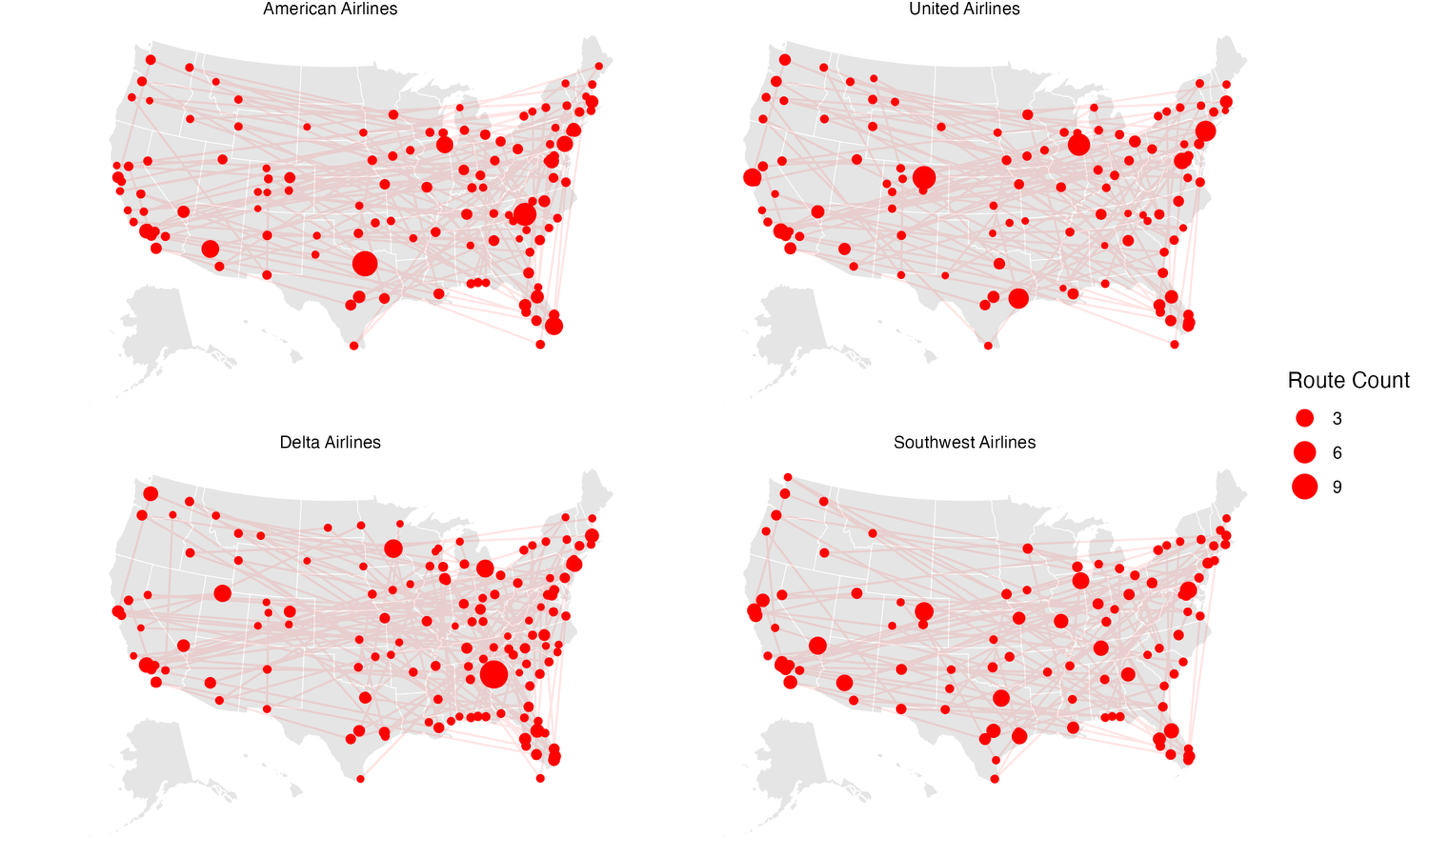 American Airlines
United Airlines
Delta Airlines
Southwest Airlines
Route Count
3
6
9